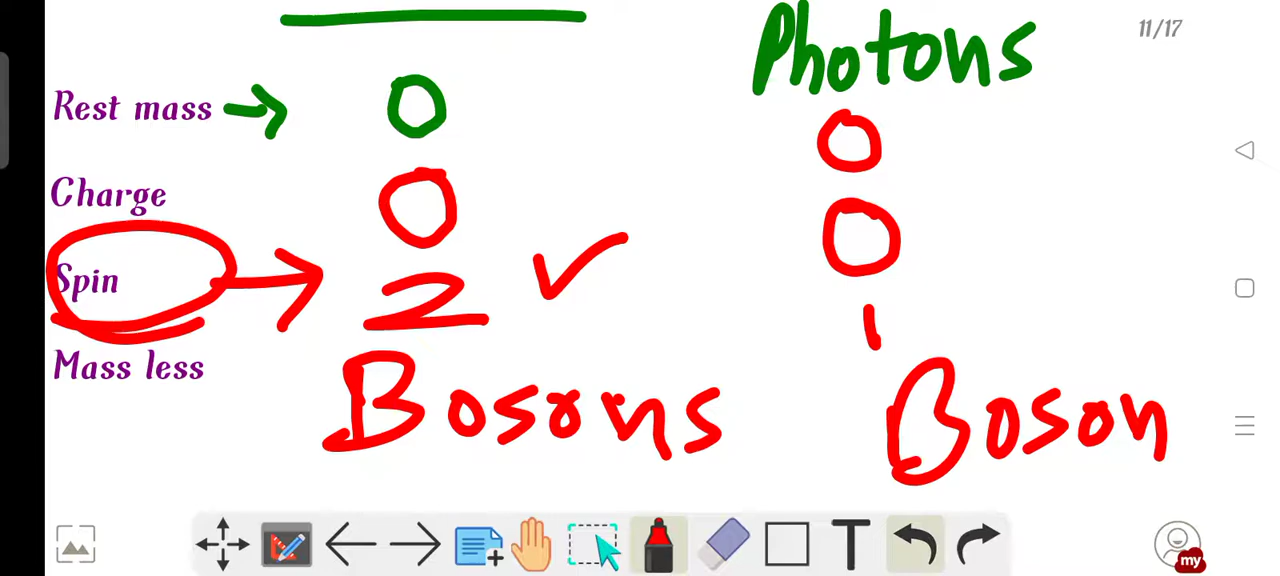 Photons
11/17
Rest mass → 0 0
Charge 0 0
Spin → 2 ✓ 1
Mass less Bosons Boson
T
my